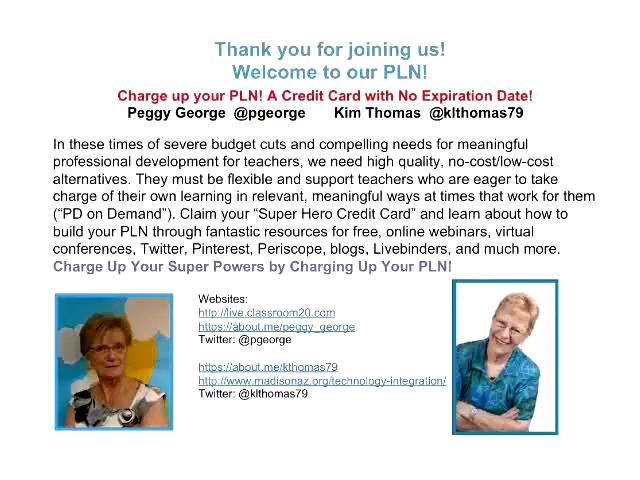 Thank you for joining us!
Welcome to our PLN!
Charge up your PLN! A Credit Card with No Expiration Date!
Peggy George @pgeorge Kim Thomas @klthomas79
In these times of severe budget cuts and compelling needs for meaningful
professional development for teachers, we need high quality, no-cost/low-cost
alternatives. They must be flexible and support teachers who are eager to take
charge of their own learning in relevant, meaningful ways at times that work for them
(“PD on Demand”). Claim your “Super Hero Credit Card” and learn about how to
build your PLN through fantastic resources for free, online webinars, virtual
conferences, Twitter, Pinterest, Periscope, blogs, Livebinders, and much more.
Charge Up Your Super Powers by Charging Up Your PLN!
Websites:
http://live.classroom20.com
https://about.me/peggy_george
Twitter: @pgeorge
https://about.me/kthomas79
http://www.madisonaz.org/technology-integration/
Twitter: @klthomas79